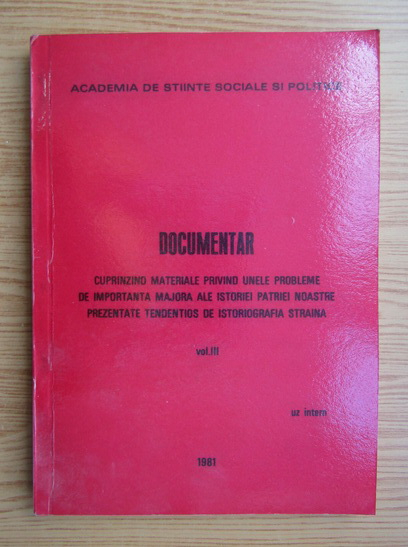 ACADEMIA DE STIINTE SOCIALE SI POLITICE
DOCUMENTAR
CUPRINZIND MATERIALE PRIVIND UNELE PROBLEME
DE IMPORTANTA MAJORA ALE ISTORIEI PATRIEI NOASTRE
PREZENTATE TENDENTIOS DE ISTORIOGRAFIA STRAINA
vol.III
uz intern
1981